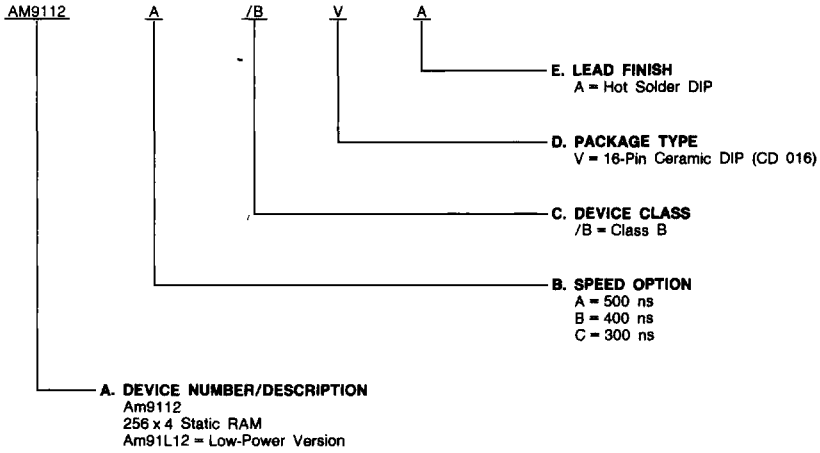 AM9112 A /B V A
E. LEAD FINISH
A = Hot Solder DIP
D. PACKAGE TYPE
V = 16-Pin Ceramic DIP (CD 016)
C. DEVICE CLASS
/B = Class B
B. SPEED OPTION
A = 500 ns
B = 400 ns
C = 300 ns
A. DEVICE NUMBER/DESCRIPTION
Am9112
256 x 4 Static RAM
Am91L12 = Low-Power Version